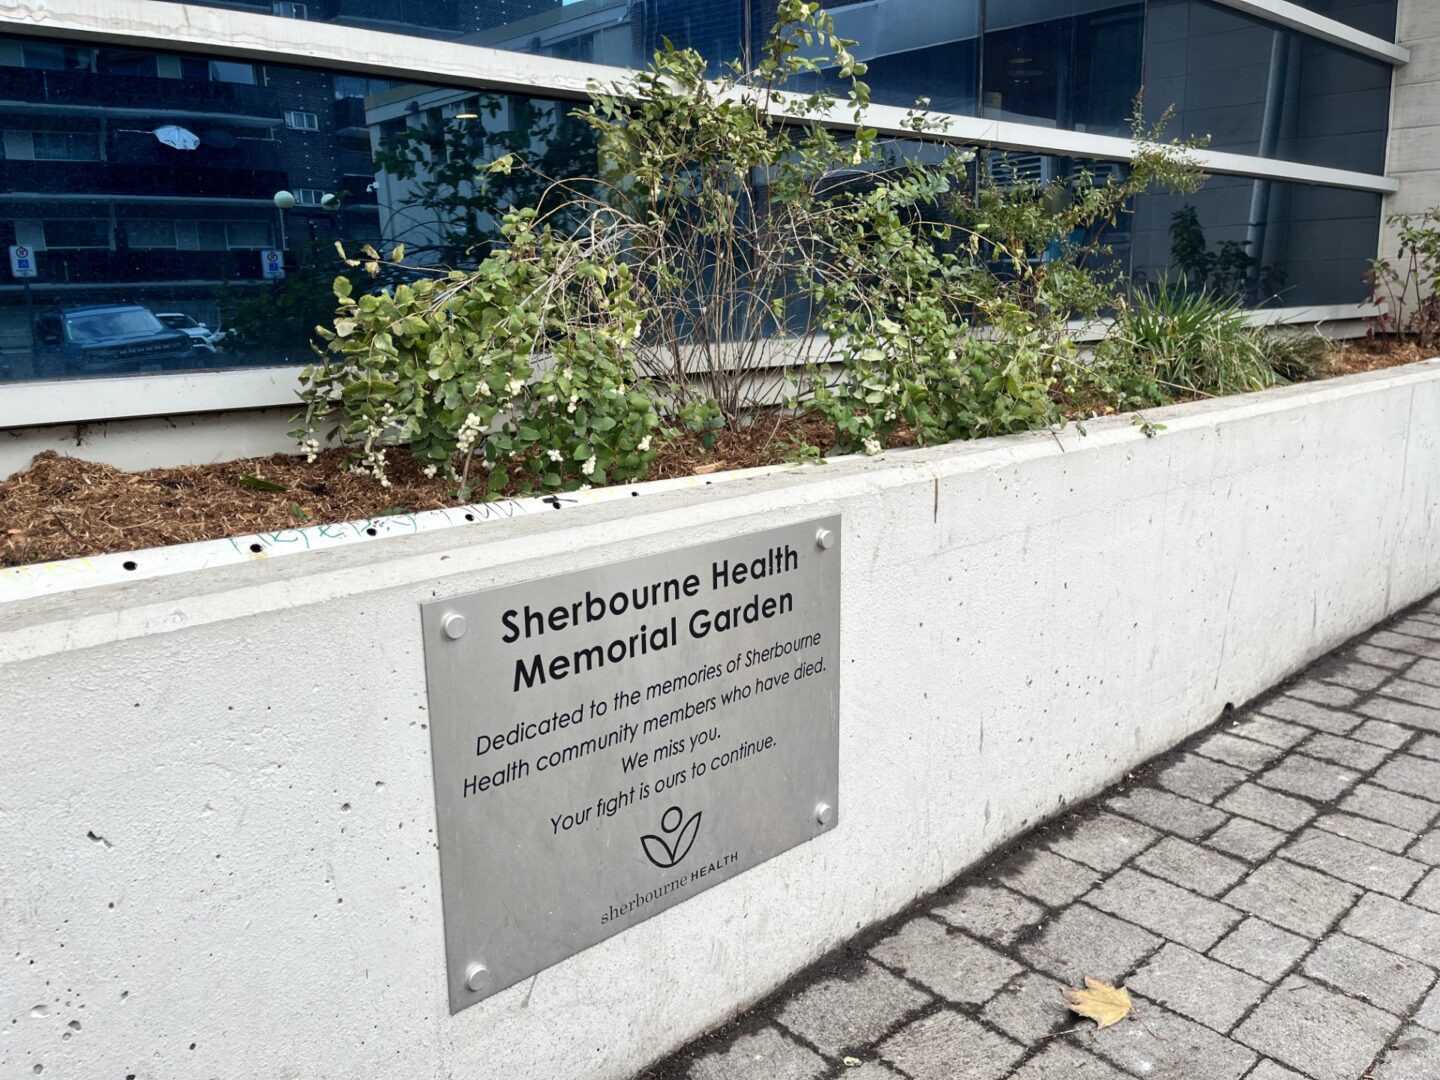 Sherbourne Health
Memorial Garden
Dedicated to the memories of Sherbourne
Health community members who have died.
We miss you.
Your fight is ours to continue.
sherbourne HEALTH